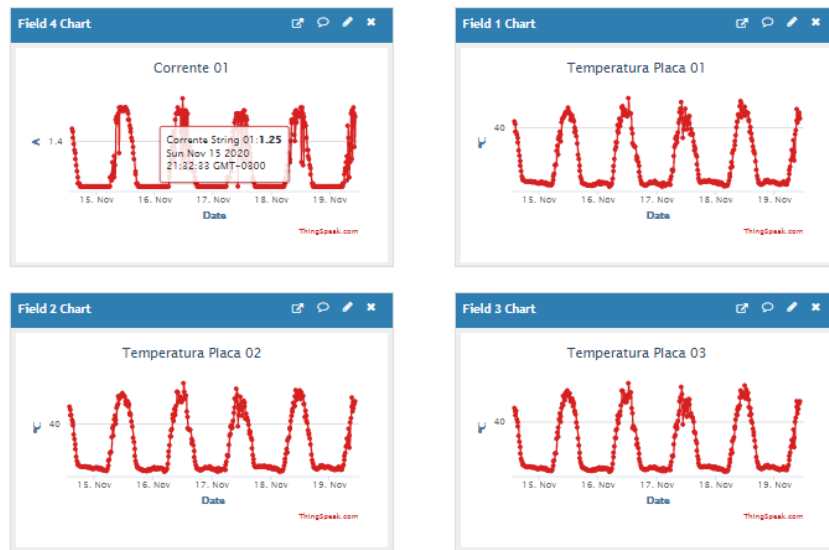 Field 4 Chart
Corrente 01
A
1.4
Corrente String 01:1.25
Sun Nov 15 2020
21:32:33 GMT-0300
15. Nov 16. Nov 17. Nov 18. Nov 19. Nov
Date
ThingSpeak.com
Field 1 Chart
Temperatura Placa 01
40
15. Nov 16. Nov 17. Nov 18. Nov 19. Nov
Date
ThingSpeak.com
Field 2 Chart
Temperatura Placa 02
40
15. Nov 16. Nov 17. Nov 18. Nov 19. Nov
Date
ThingSpeak.com
Field 3 Chart
Temperatura Placa 03
40
15. Nov 16. Nov 17. Nov 18. Nov 19. Nov
Date
ThingSpeak.com